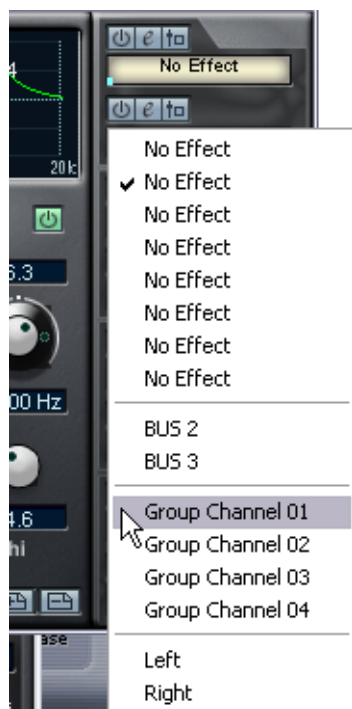 No Effect
4
20k
No Effect
No Effect
No Effect
No Effect
No Effect
No Effect
No Effect
No Effect
6.3
00 Hz
BUS 2
BUS 3
4.6
hi
Group Channel 01
Group Channel 02
Group Channel 03
Group Channel 04
ase
Left
Right